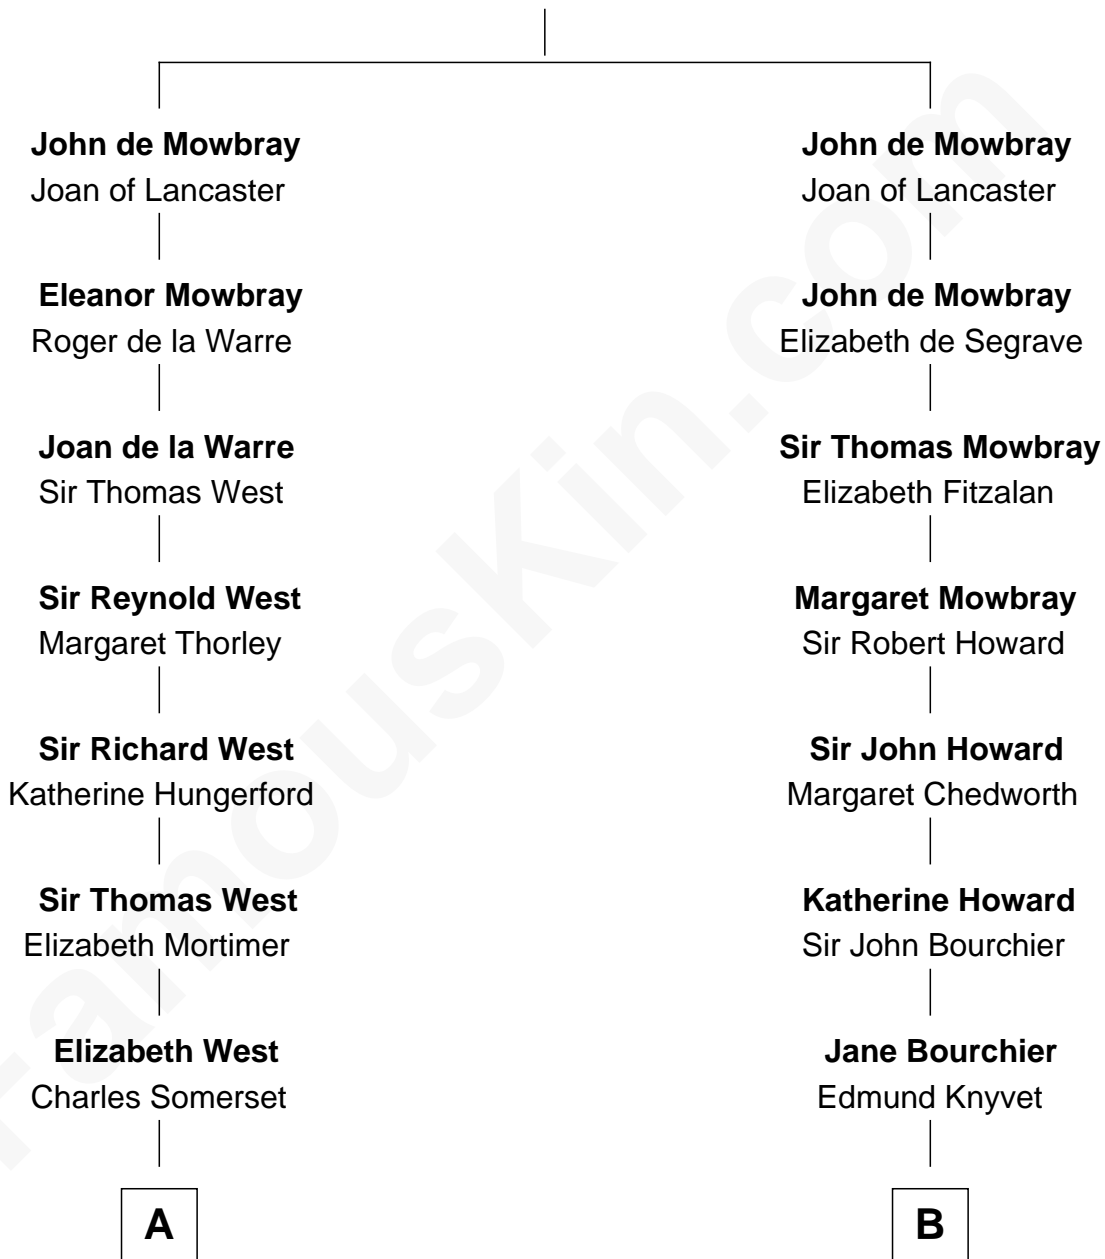 John de Mowbray
Joan of Lancaster
Eleanor Mowbray
Roger de la Warre
Joan de la Warre
Sir Thomas West
Sir Reynold West
Margaret Thorley
Sir Richard West
Katherine Hungerford
Sir Thomas West
Elizabeth Mortimer
Elizabeth West
Charles Somerset
A
John de Mowbray
Joan of Lancaster
John de Mowbray
Elizabeth de Segrave
Sir Thomas Mowbray
Elizabeth Fitzalan
Margaret Mowbray
Sir Robert Howard
Sir John Howard
Margaret Chedworth
Katherine Howard
Sir John Bourchier
Jane Bourchier
Edmund Knyvet
B
FamousKin.com